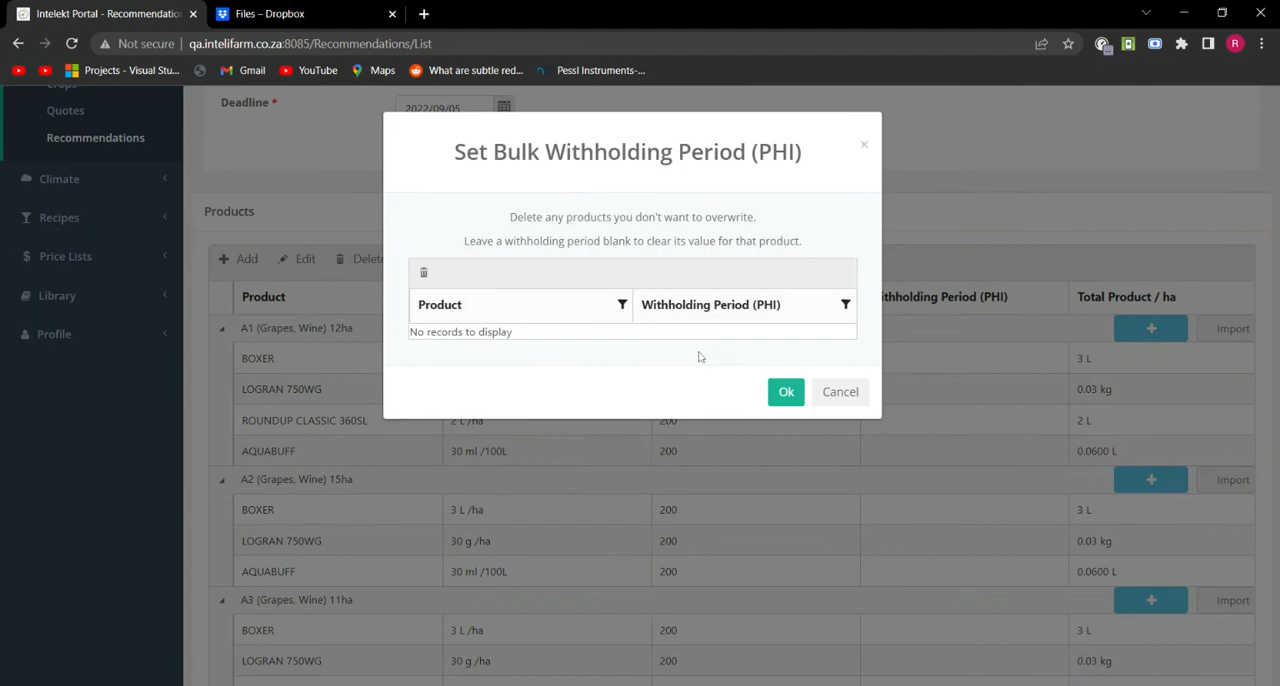 Intelekt Portal - Recommendation
Files – Dropbox
Not secure
qa.intelifarm.co.za:8085/Recommendations/List
R
Projects - Visual Stu...
Gmail
YouTube
Maps
What are subtle red...
Pessl Instruments-...
Crops
Quotes
Recommendations
Climate
Recipes
Price Lists
Library
Profile
Deadline *
2022/09/05
Set Bulk Withholding Period (PHI)
×
Delete any products you don't want to overwrite.
Leave a withholding period blank to clear its value for that product.
Product
Withholding Period (PHI)
No records to display
Ok
Cancel
Products
Add
Edit
Delete
Product
ithholding Period (PHI)
Total Product / ha
A1 (Grapes, Wine) 12ha
Import
BOXER
3 L
LOGRAN 750WG
0.03 kg
ROUNDUP CLASSIC 360SL
2 L /ha
200
2 L
AQUABUFF
30 ml /100L
200
0.0600 L
A2 (Grapes, Wine) 15ha
Import
BOXER
3 L /ha
200
3 L
LOGRAN 750WG
30 g /ha
200
0.03 kg
AQUABUFF
30 ml /100L
200
0.0600 L
A3 (Grapes, Wine) 11ha
Import
BOXER
3 L /ha
200
3 L
LOGRAN 750WG
30 g /ha
200
0.03 kg